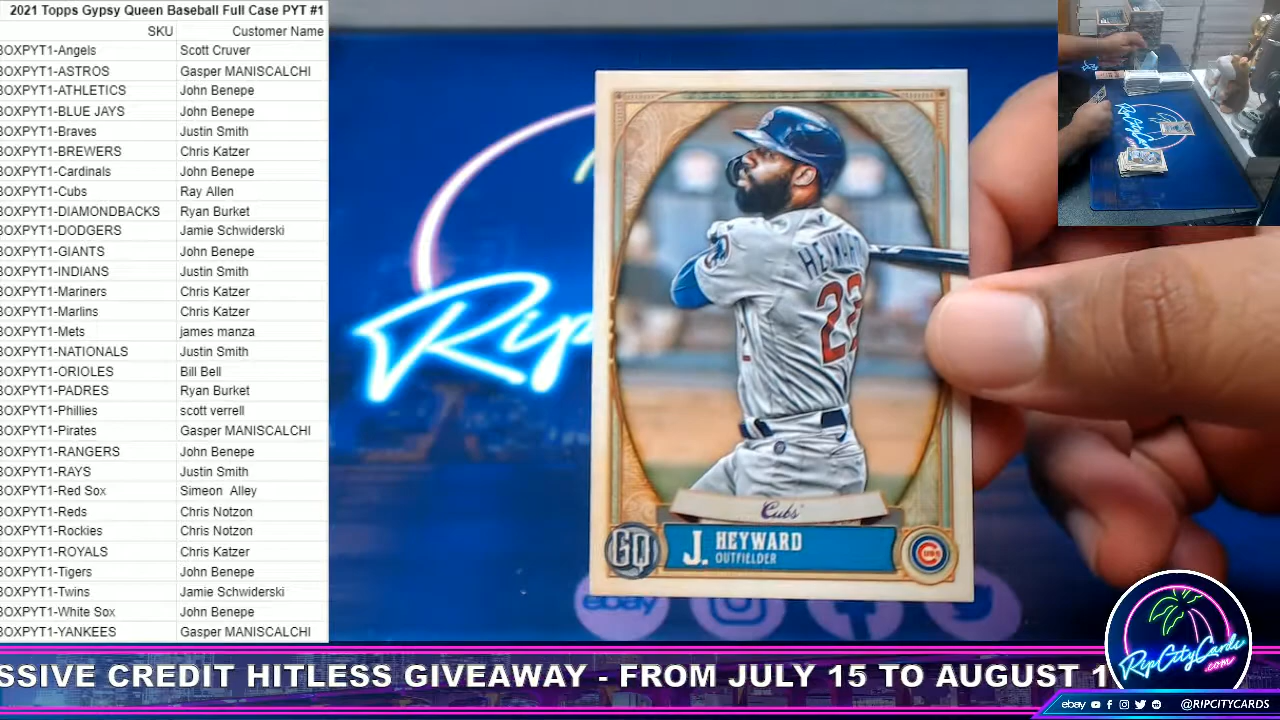 2021 Topps Gypsy Queen Baseball Full Case PYT #1
SKU Customer Name
BOXPYT1-Angels Scott Cruver
BOXPYT1-ASTROS Gasper MANISCALCHI
BOXPYT1-ATHLETICS John Benepe
BOXPYT1-BLUE JAYS John Benepe
BOXPYT1-Braves Justin Smith
BOXPYT1-BREWERS Chris Katzer
BOXPYT1-Cardinals John Benepe
BOXPYT1-Cubs Ray Allen
BOXPYT1-DIAMONDBACKS Ryan Burket
BOXPYT1-DODGERS Jamie Schwiderski
BOXPYT1-GIANTS John Benepe
BOXPYT1-INDIANS Justin Smith
BOXPYT1-Mariners Chris Katzer
BOXPYT1-Marlins Chris Katzer
BOXPYT1-Mets james manza
BOXPYT1-NATIONALS Justin Smith
BOXPYT1-ORIOLES Bill Bell
BOXPYT1-PADRES Ryan Burket
BOXPYT1-Phillies scott verrell
BOXPYT1-Pirates Gasper MANISCALCHI
BOXPYT1-RANGERS John Benepe
BOXPYT1-RAYS Justin Smith
BOXPYT1-Red Sox Simeon Alley
BOXPYT1-Reds Chris Notzon
BOXPYT1-Rockies Chris Notzon
BOXPYT1-ROYALS Chris Katzer
BOXPYT1-Tigers John Benepe
BOXPYT1-Twins Jamie Schwiderski
BOXPYT1-White Sox John Benepe
BOXPYT1-YANKEES Gasper MANISCALCHI
Rip
HEYWARD
22
Cubs
GQ
J. HEYWARD
OUTFIELDER
CUBS
ebay
SSIVE CREDIT HITLESS GIVEAWAY - FROM JULY 15 TO AUGUST 1
RipCityCards
.com
ebay @RIPCITYCARDS